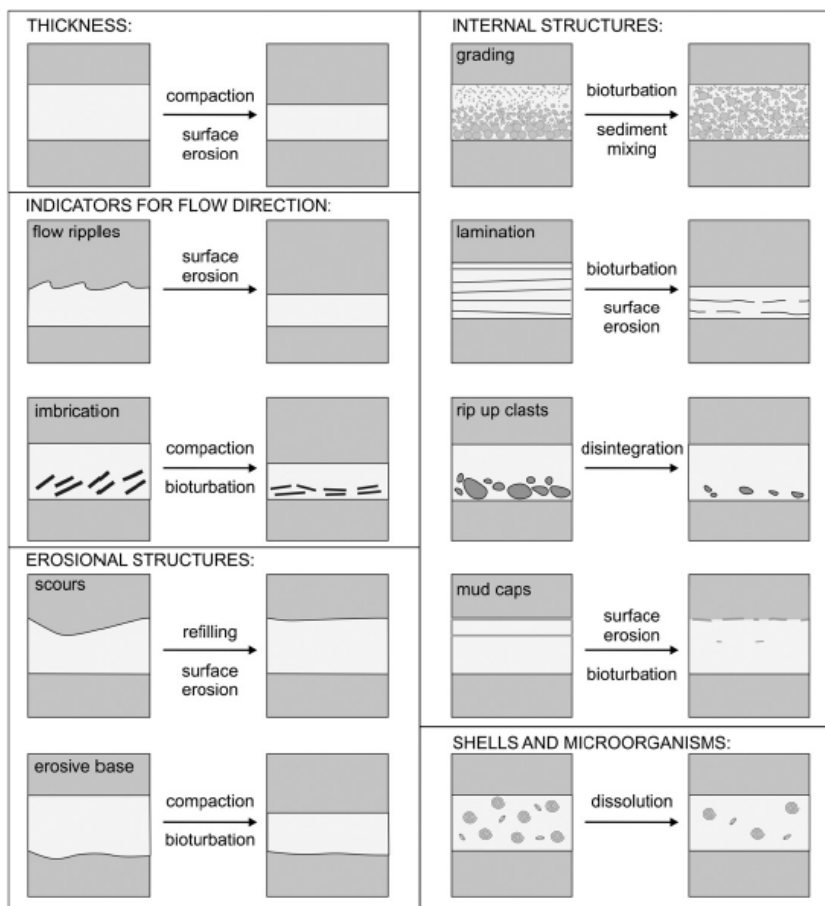 THICKNESS:
compaction
surface
erosion
INDICATORS FOR FLOW DIRECTION:
flow ripples
surface
erosion
imbrication
compaction
bioturbation
EROSIONAL STRUCTURES:
scours
refilling
surface
erosion
erosive base
compaction
bioturbation
INTERNAL STRUCTURES:
grading
bioturbation
sediment
mixing
lamination
bioturbation
surface
erosion
rip up clasts
disintegration
mud caps
surface
erosion
bioturbation
SHELLS AND MICROORGANISMS:
dissolution